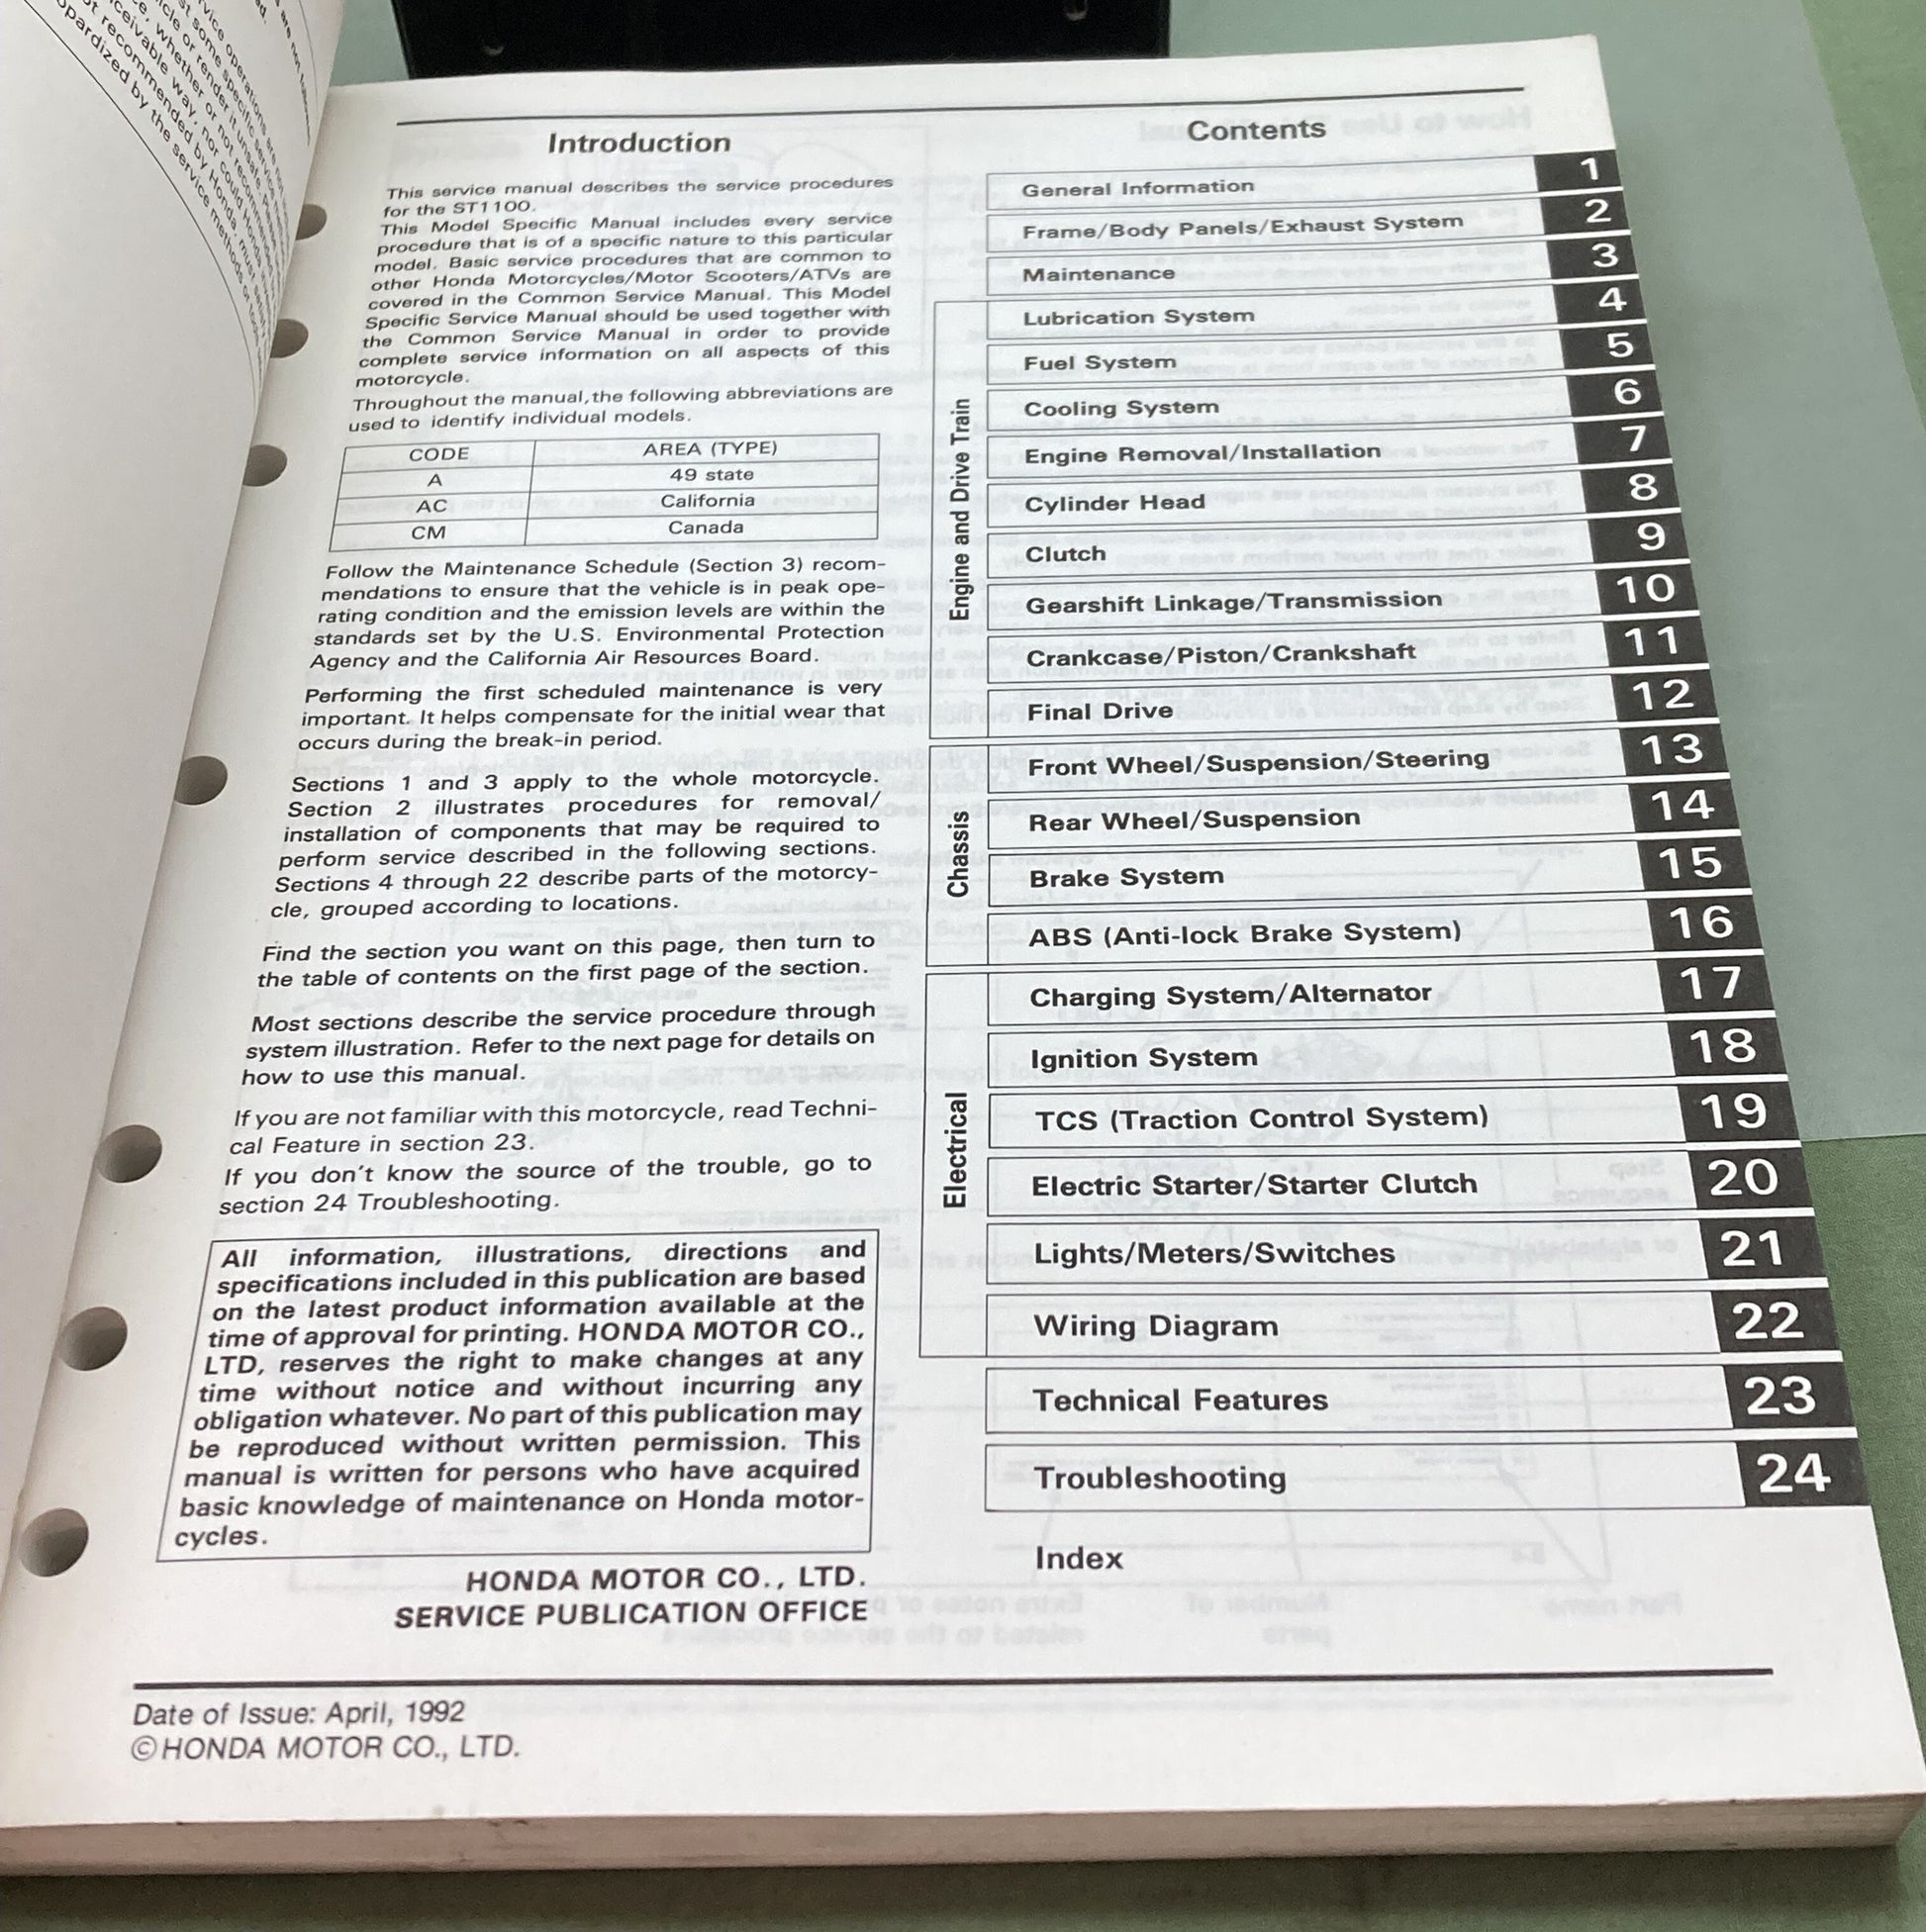 Introduction
This service manual describes the service procedures
for the ST1100.
This Model Specific Manual includes every service
procedure that is of a specific nature to this particular
model. Basic service procedures that are common to
other Honda Motorcycles/Motor Scooters/ATVs are
covered in the Common Service Manual. This Model
Specific Service Manual should be used together with
the Common Service Manual in order to provide
complete service information on all aspects of this
motorcycle.
Throughout the manual, the following abbreviations are
used to identify individual models.
CODE AREA (TYPE)
A 49 state
AC California
CM Canada
Follow the Maintenance Schedule (Section 3) recom-
mendations to ensure that the vehicle is in peak ope-
rating condition and the emission levels are within the
standards set by the U.S. Environmental Protection
Agency and the California Air Resources Board.
Performing the first scheduled maintenance is very
important. It helps compensate for the initial wear that
occurs during the break-in period.
Sections 1 and 3 apply to the whole motorcycle.
Section 2 illustrates procedures for removal/
installation of components that may be required to
perform service described in the following sections.
Sections 4 through 22 describe parts of the motorcy-
cle, grouped according to locations.
Find the section you want on this page, then turn to
the table of contents on the first page of the section.
Most sections describe the service procedure through
system illustration. Refer to the next page for details on
how to use this manual.
If you are not familiar with this motorcycle, read Techni-
cal Feature in section 23.
If you don't know the source of the trouble, go to
section 24 Troubleshooting.
All information, illustrations, directions and
specifications included in this publication are based
on the latest product information available at the
time of approval for printing. HONDA MOTOR CO.,
LTD, reserves the right to make changes at any
time without notice and without incurring any
obligation whatever. No part of this publication may
be reproduced without written permission. This
manual is written for persons who have acquired
basic knowledge of maintenance on Honda motor-
cycles.
HONDA MOTOR CO., LTD.
SERVICE PUBLICATION OFFICE
Contents
General Information 1
Frame/Body Panels/Exhaust System 2
Maintenance 3
Engine and Drive Train
Lubrication System 4
Fuel System 5
Cooling System 6
Engine Removal/Installation 7
Cylinder Head 8
Clutch 9
Gearshift Linkage/Transmission 10
Crankcase/Piston/Crankshaft 11
Final Drive 12
Chassis
Front Wheel/Suspension/Steering 13
Rear Wheel/Suspension 14
Brake System 15
ABS (Anti-lock Brake System) 16
Electrical
Charging System/Alternator 17
Ignition System 18
TCS (Traction Control System) 19
Electric Starter/Starter Clutch 20
Lights/Meters/Switches 21
Wiring Diagram 22
Technical Features 23
Troubleshooting 24
Index
Date of Issue: April, 1992
©HONDA MOTOR CO., LTD.